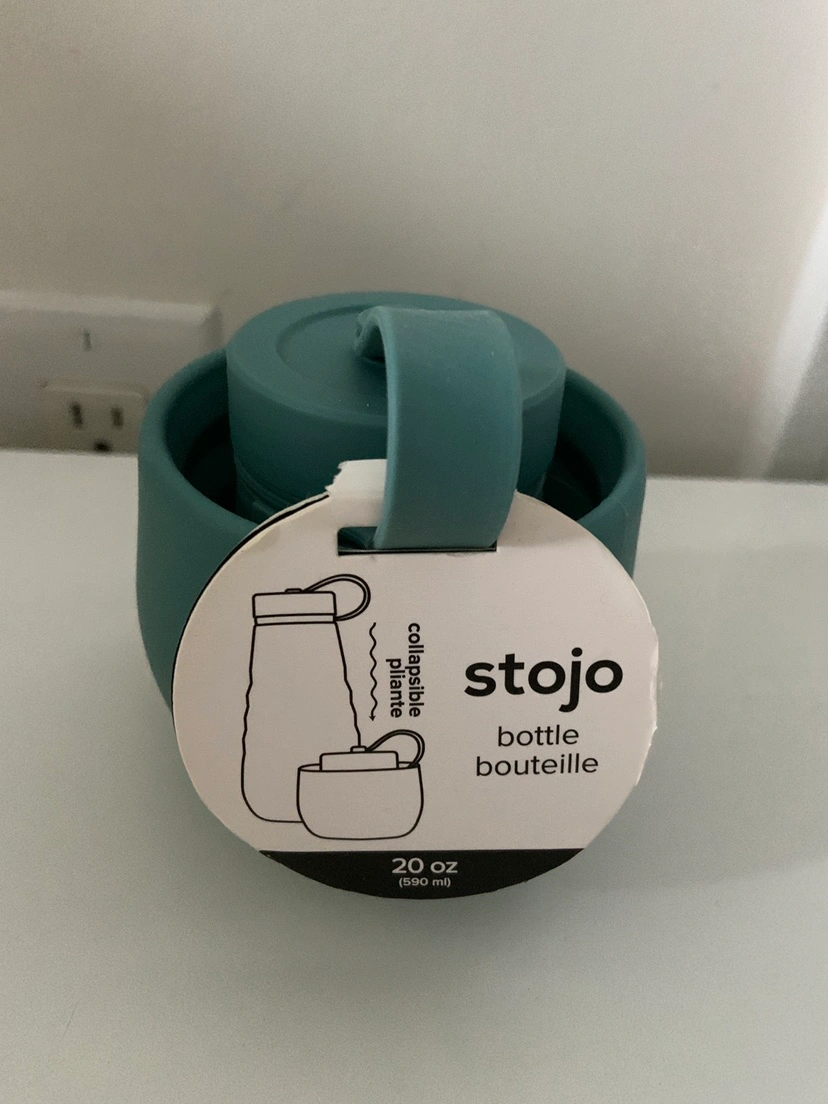 collapsible
pliante
stojo
bottle
bouteille
20 oz
(590 ml)